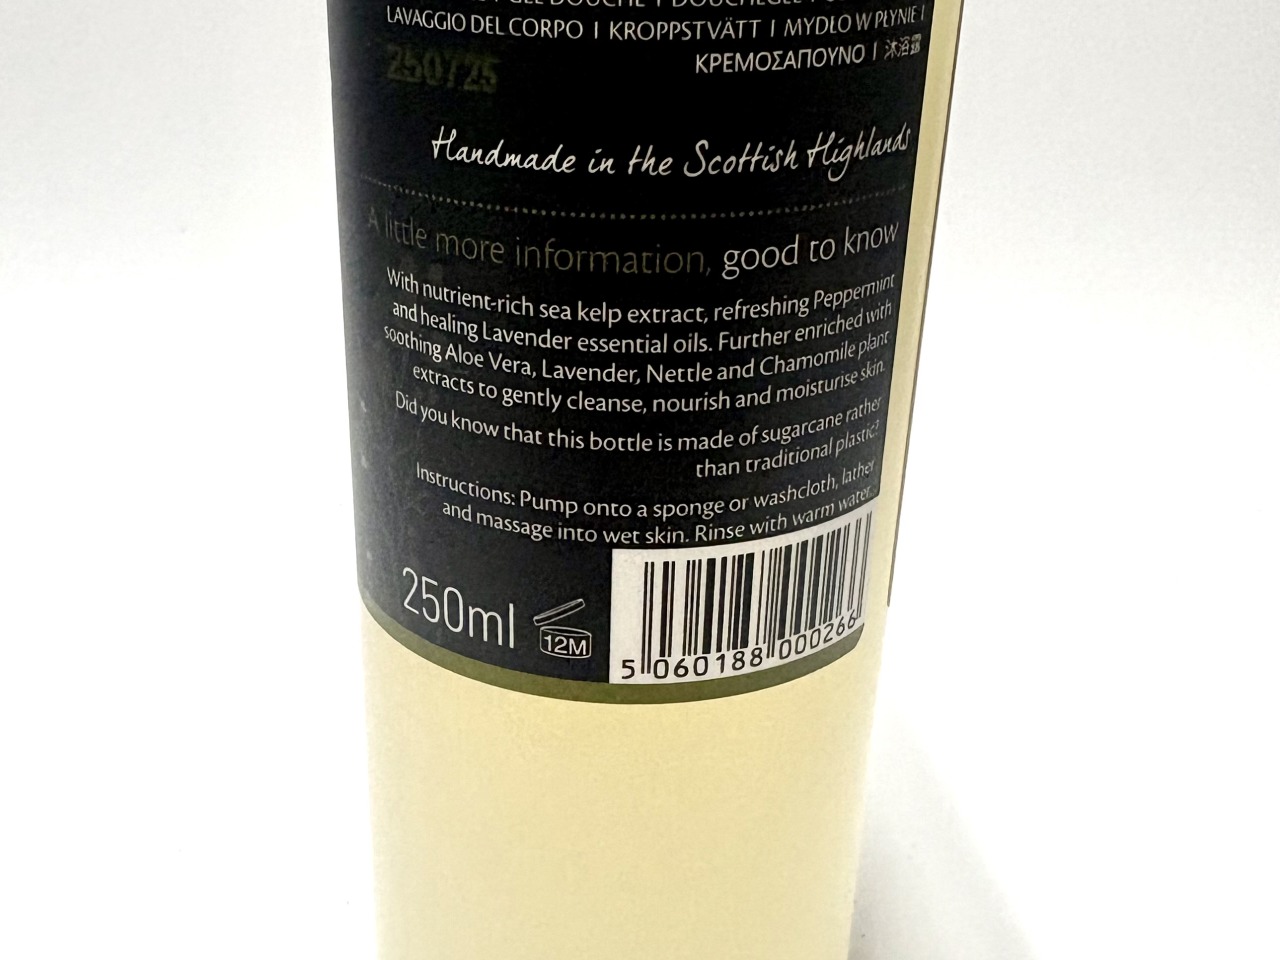 GEL DOUCHE I DOUCHEGEL I
LAVAGGIO DEL CORPO I KROPPSTVÄTT I MYDŁO W PŁYNIE I
ΚΡΕΜΟΣΑΠΟΥΝΟ I 沐浴露
250725
Handmade in the Scottish Highlands
A little more information, good to know
With nutrient-rich sea kelp extract, refreshing Peppermint
and healing Lavender essential oils. Further enriched with
soothing Aloe Vera, Lavender, Nettle and Chamomile plant
extracts to gently cleanse, nourish and moisturise skin.
Did you know that this bottle is made of sugarcane rather
than traditional plastic?
Instructions: Pump onto a sponge or washcloth, lather
and massage into wet skin. Rinse with warm water.
250ml
12M
5 060188 000266